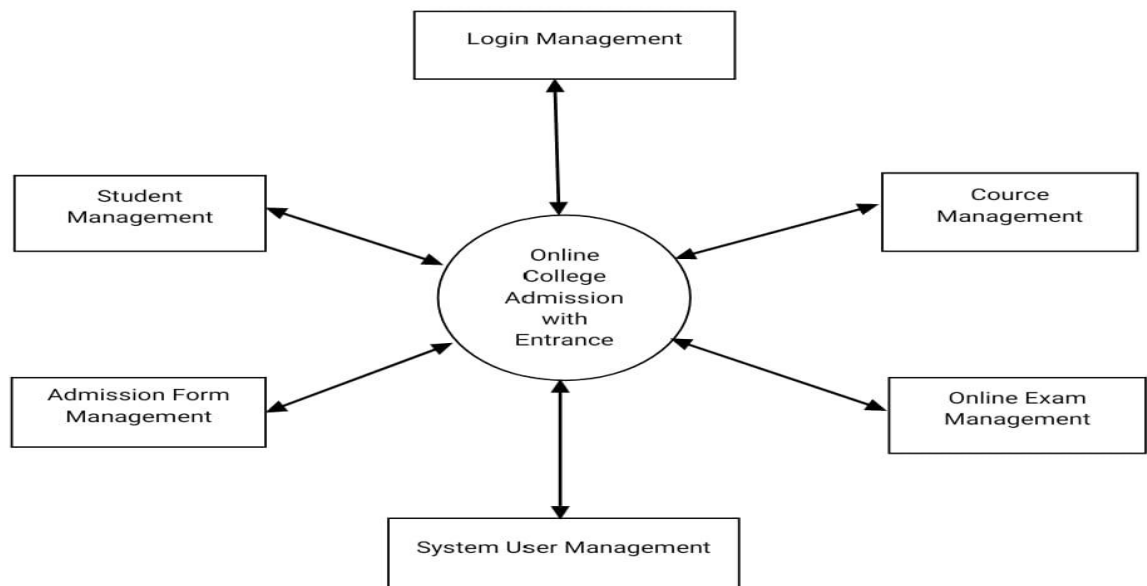 Login Management
Student
Management
Cource
Management
Online
College
Admission
with
Entrance
Admission Form
Management
Online Exam
Management
System User Management